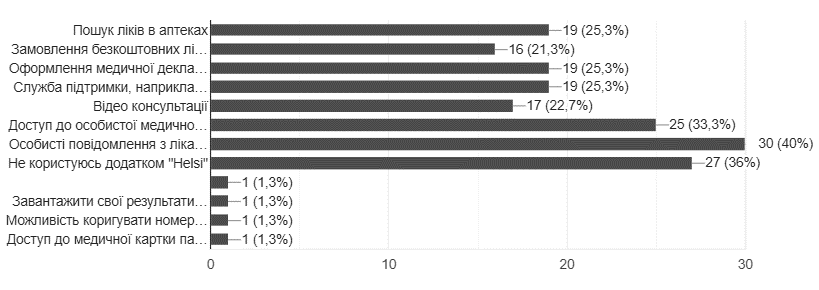 Пошук ліків в аптеках
19 (25,3%)
Замовлення безкоштовних лі…
16 (21,3%)
Оформлення медичної декла…
19 (25,3%)
Служба підтримки, наприкла…
19 (25,3%)
Відео консультації
17 (22,7%)
Доступ до особистої медично…
25 (33,3%)
Особисті повідомлення з ліка…
30 (40%)
Не користуюсь додатком "Helsi"
27 (36%)
1 (1,3%)
Завантажити свої результати…
1 (1,3%)
Можливість коригувати номер…
1 (1,3%)
Доступ до медичної картки па…
1 (1,3%)
0 10 20 30